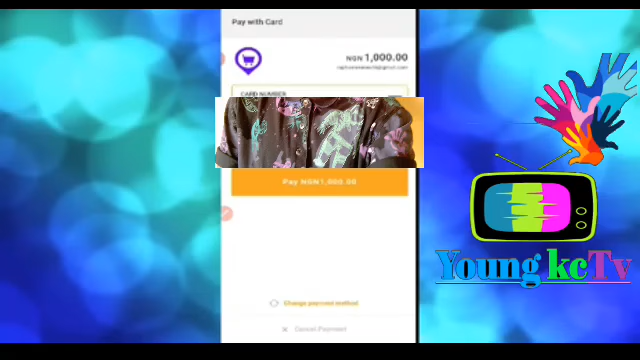 Pay with Card
NGN 1,000.00
CARD NUMBER
Pay NGN1,000.00
Change payment method
Cancel Payment
Young kcTv